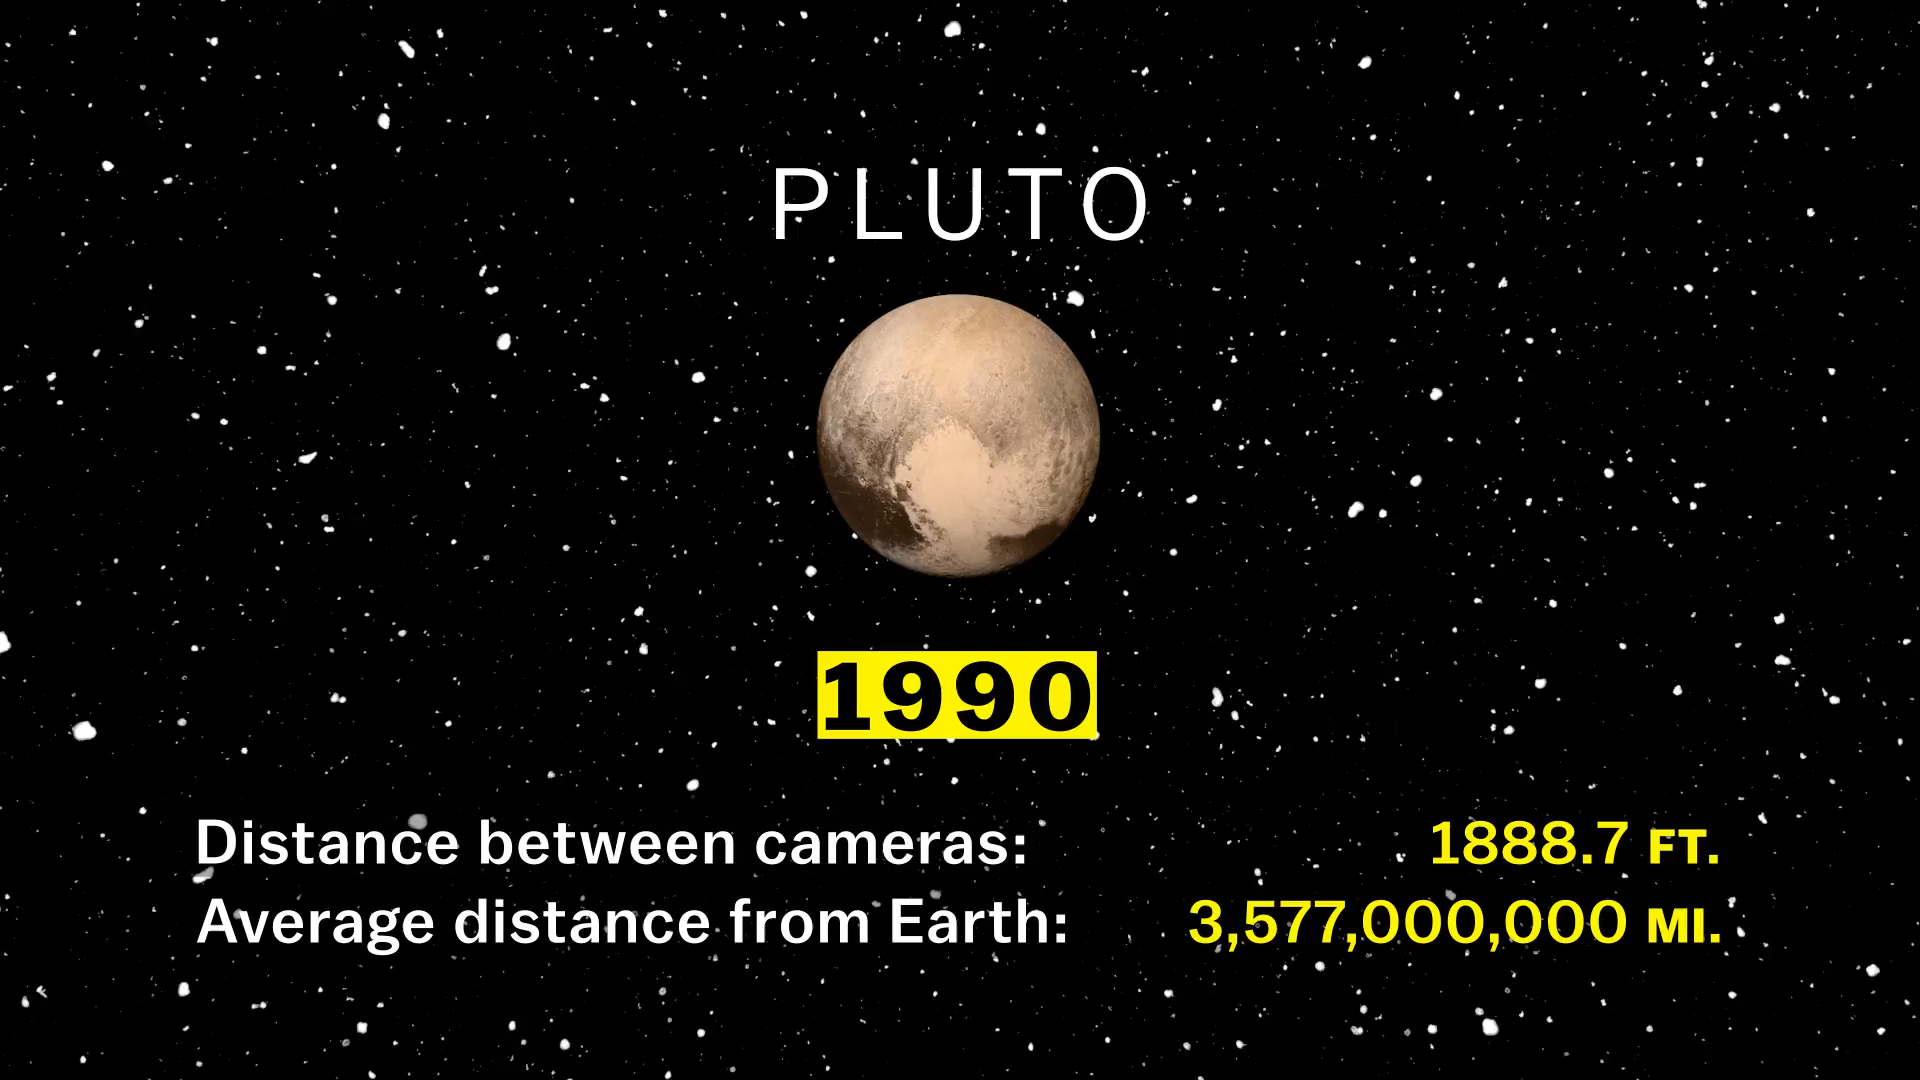 PLUTO
1990
Distance between cameras: 1888.7 FT.
Average distance from Earth: 3,577,000,000 MI.